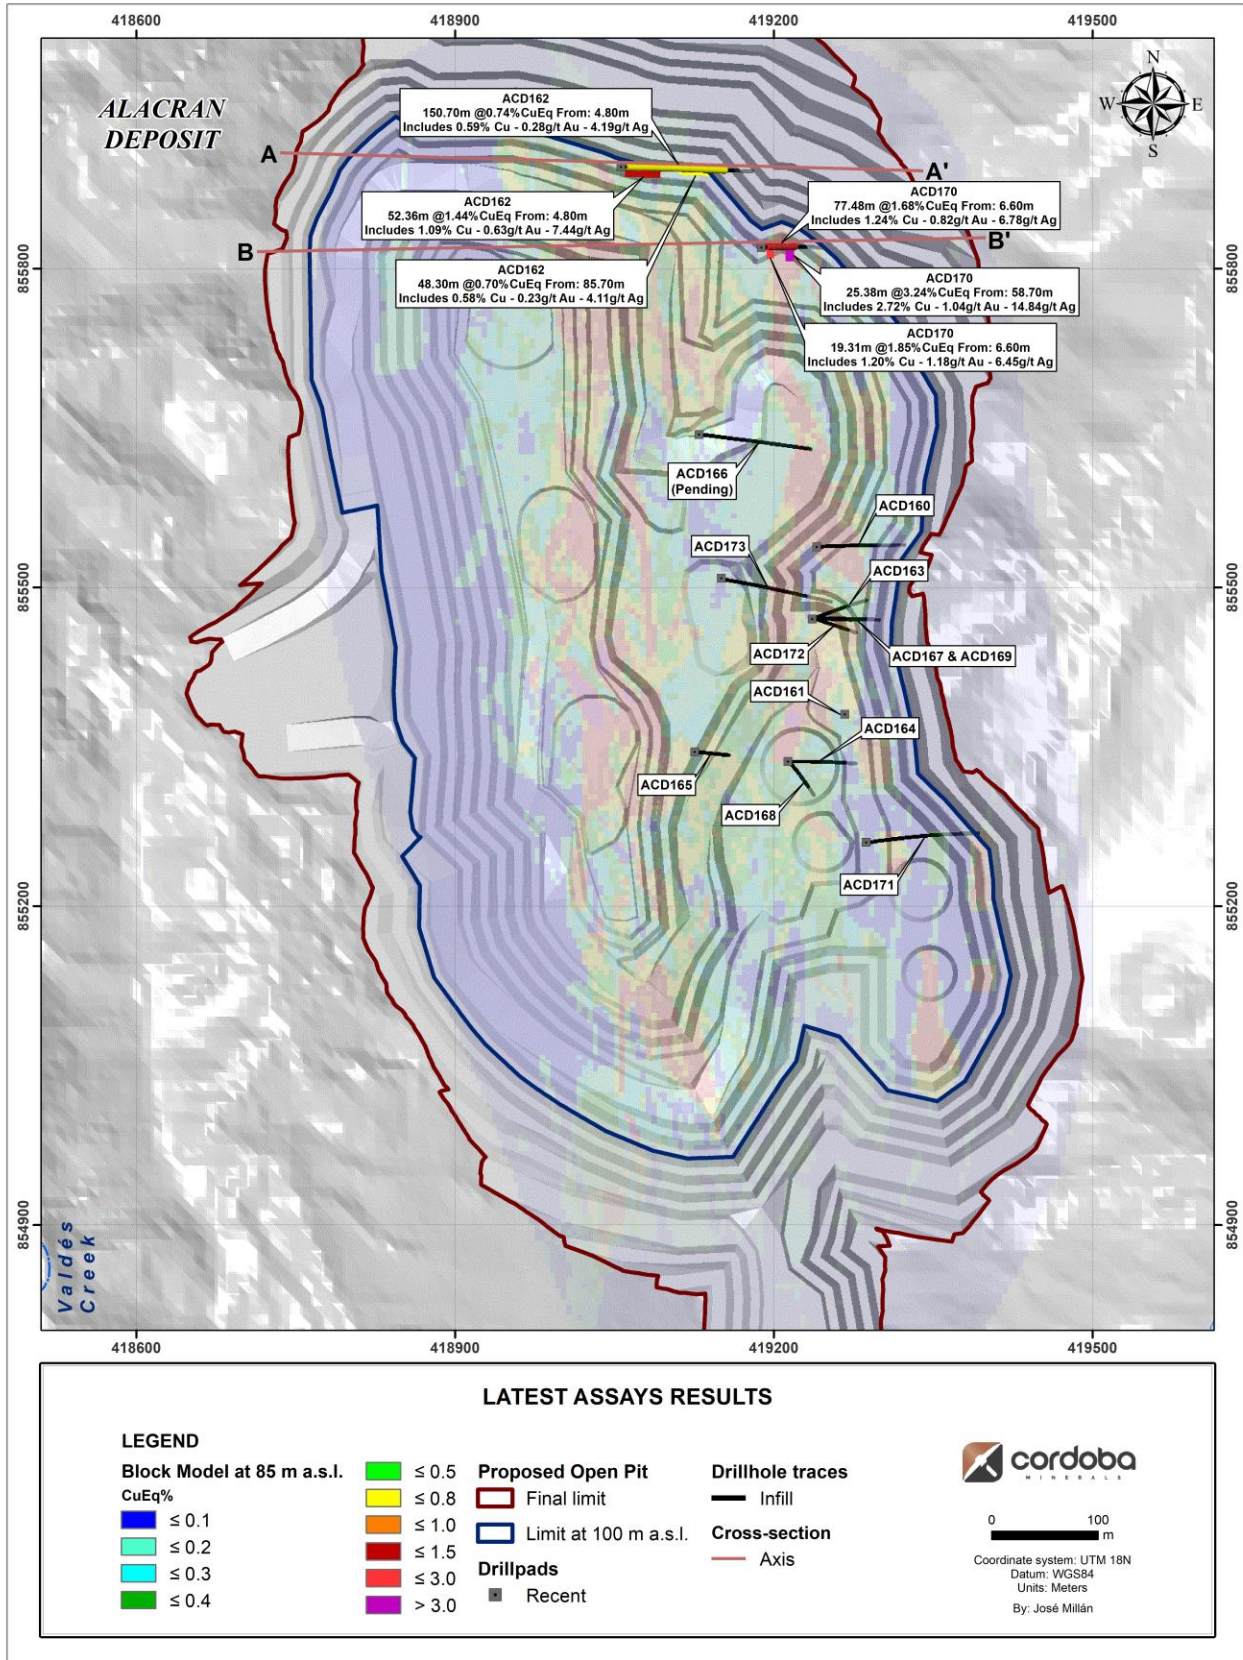 418600
418900
419200
419500
ALACRAN
DEPOSIT
N
W
E
S
ACD162
150.70m @0.74%CuEq From: 4.80m
Includes 0.59% Cu - 0.28g/t Au - 4.19g/t Ag
A
A'
ACD162
52.36m @1.44%CuEq From: 4.80m
Includes 1.09% Cu - 0.63g/t Au - 7.44g/t Ag
ACD170
77.48m @1.68%CuEq From: 6.60m
Includes 1.24% Cu - 0.82g/t Au - 6.78g/t Ag
B
B'
ACD162
48.30m @0.70%CuEq From: 85.70m
Includes 0.58% Cu - 0.23g/t Au - 4.11g/t Ag
ACD170
25.38m @3.24%CuEq From: 58.70m
Includes 2.72% Cu - 1.04g/t Au - 14.84g/t Ag
ACD170
19.31m @1.85%CuEq From: 6.60m
Includes 1.20% Cu - 1.18g/t Au - 6.45g/t Ag
855800
855800
ACD166
(Pending)
ACD160
ACD173
ACD163
855500
855500
ACD172
ACD167 & ACD169
ACD161
ACD164
ACD165
ACD168
ACD171
855200
855200
854900
854900
Valdés
Creek
418600
418900
419200
419500
LATEST ASSAYS RESULTS
LEGEND
Block Model at 85 m a.s.l.
CuEq%
≤ 0.1
≤ 0.2
≤ 0.3
≤ 0.4
≤ 0.5
≤ 0.8
≤ 1.0
≤ 1.5
≤ 3.0
> 3.0
Proposed Open Pit
Final limit
Limit at 100 m a.s.l.
Drillpads
Recent
Drillhole traces
Infill
Cross-section
Axis
cordoba
MINERALS
0 100
m
Coordinate system: UTM 18N
Datum: WGS84
Units: Meters
By: José Millán